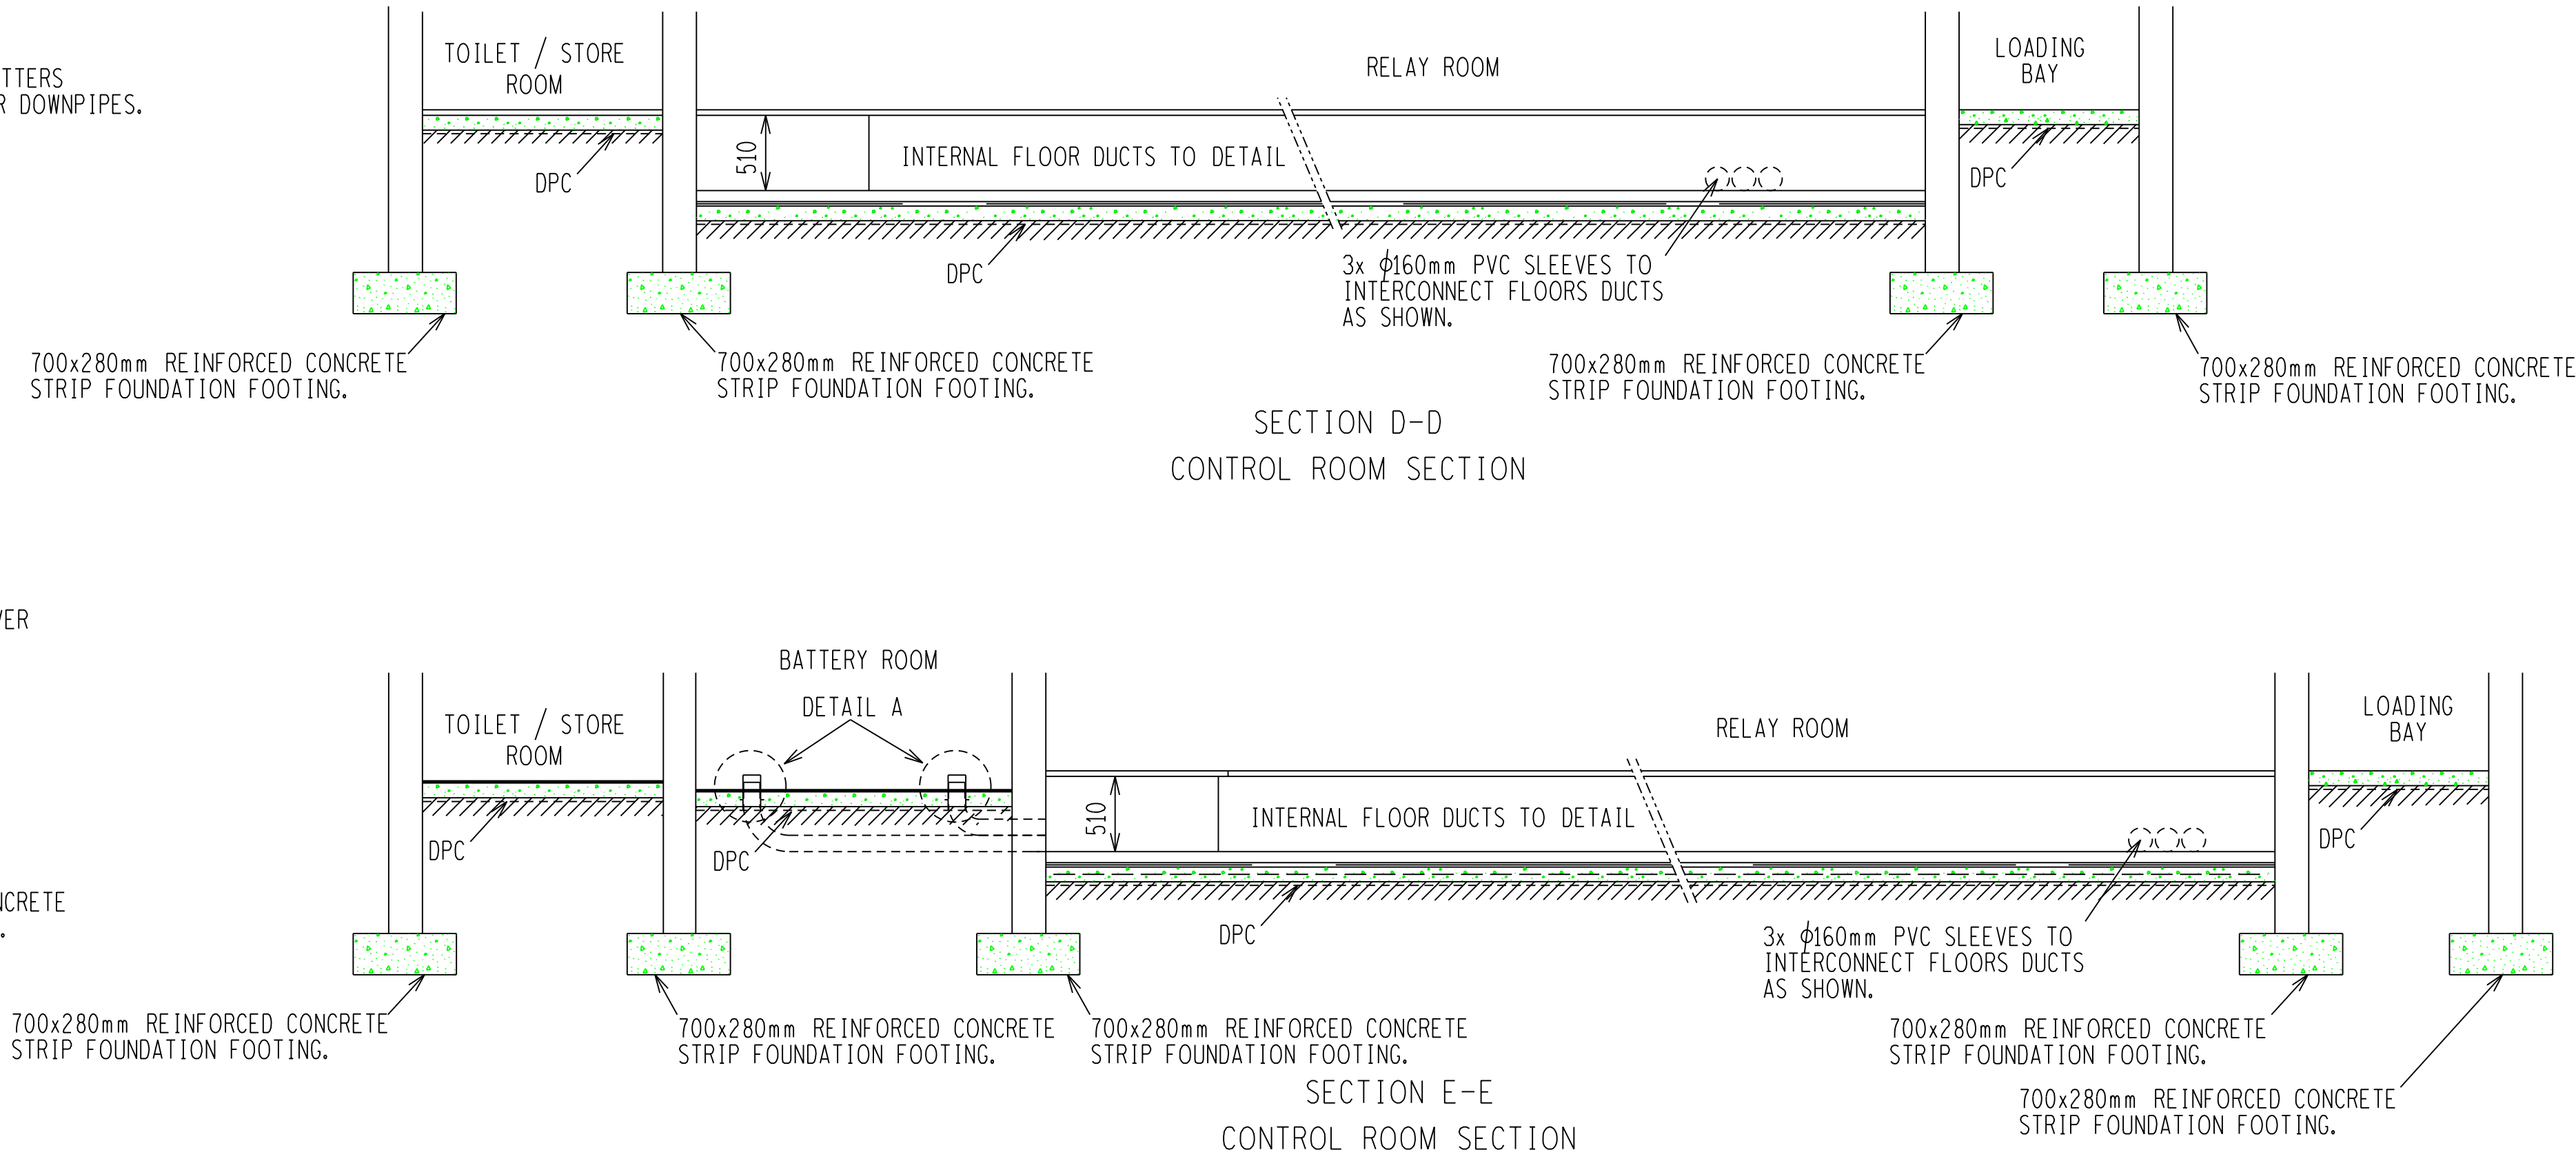 TTERS
R DOWNPIPES.
TOILET / STORE
ROOM
RELAY ROOM
LOADING
BAY
510
INTERNAL FLOOR DUCTS TO DETAIL
DPC
DPC
DPC
3x ϕ160mm PVC SLEEVES TO
INTERCONNECT FLOORS DUCTS
AS SHOWN.
700x280mm REINFORCED CONCRETE
STRIP FOUNDATION FOOTING.
700x280mm REINFORCED CONCRETE
STRIP FOUNDATION FOOTING.
700x280mm REINFORCED CONCRETE
STRIP FOUNDATION FOOTING.
700x280mm REINFORCED CONCRETE
STRIP FOUNDATION FOOTING.
SECTION D-D
CONTROL ROOM SECTION
VER
BATTERY ROOM
DETAIL A
TOILET / STORE
ROOM
RELAY ROOM
LOADING
BAY
510
INTERNAL FLOOR DUCTS TO DETAIL
DPC
DPC
DPC
DPC
NCRETE
.
3x ϕ160mm PVC SLEEVES TO
INTERCONNECT FLOORS DUCTS
AS SHOWN.
700x280mm REINFORCED CONCRETE
STRIP FOUNDATION FOOTING.
700x280mm REINFORCED CONCRETE
STRIP FOUNDATION FOOTING.
700x280mm REINFORCED CONCRETE
STRIP FOUNDATION FOOTING.
700x280mm REINFORCED CONCRETE
STRIP FOUNDATION FOOTING.
700x280mm REINFORCED CONCRETE
STRIP FOUNDATION FOOTING.
SECTION E-E
CONTROL ROOM SECTION